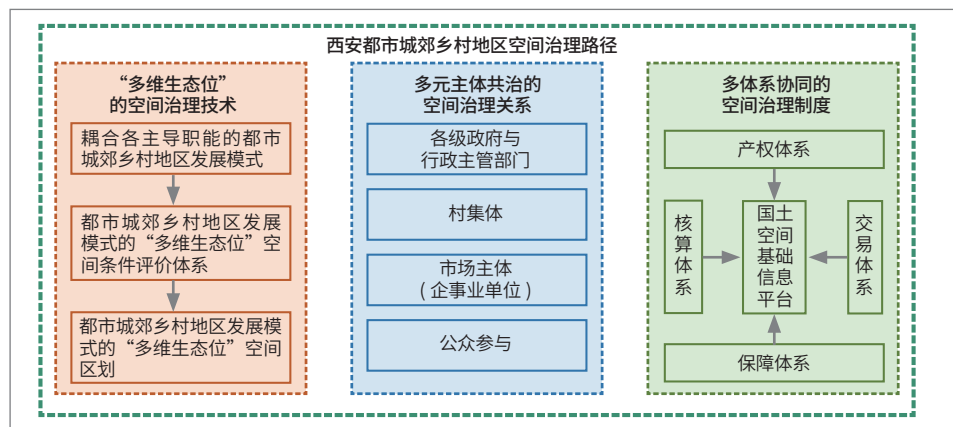 西安都市城郊乡村地区空间治理路径
“多维生态位”
的空间治理技术
耦合各主导职能的都市
城郊乡村地区发展模式
都市城郊乡村地区发展
模式的“多维生态位”空
间条件评价体系
都市城郊乡村地区发展模
式的“多维生态位”空间
区划
多元主体共治的
空间治理关系
各级政府与
行政主管部门
村集体
市场主体
(企事业单位)
公众参与
多体系协同的
空间治理制度
产权体系
核算体系
国土
空间
基础
信息
平台
交易体系
保障体系